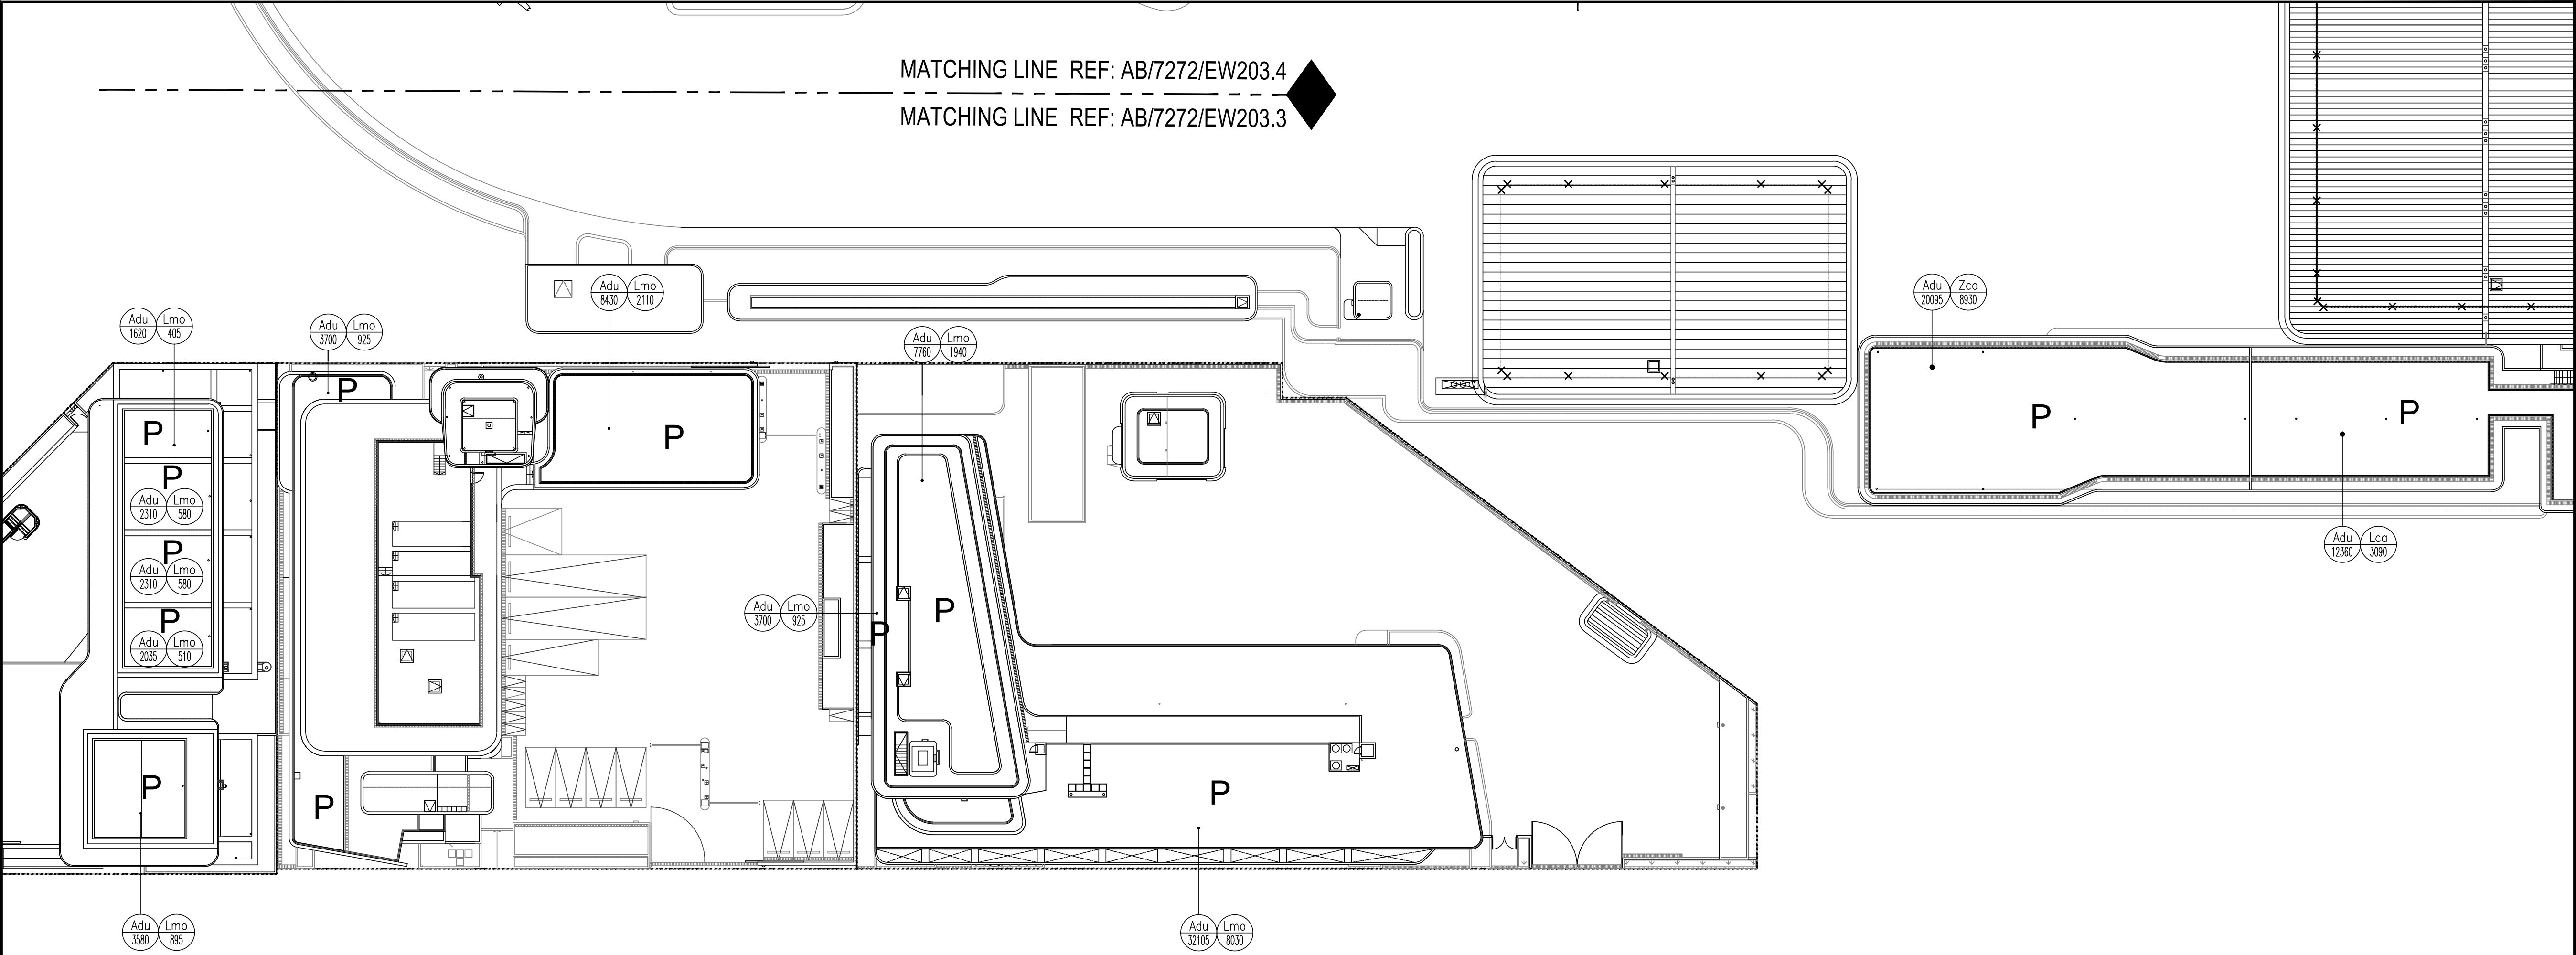 MATCHING LINE REF: AB/7272/EW203.4
MATCHING LINE REF: AB/7272/EW203.3
Adu Lmo
8430 2110
Adu Zca
20095 8930
Adu Lmo
1620 405
Adu Lmo
3700 925
Adu Lmo
7760 1940
P
P
P
P
P
P
Adu Lmo
2310 580
Adu Lca
12360 3090
P
Adu Lmo
2310 580
Adu Lmo
3700 925
P
P
P
Adu Lmo
2035 510
P
P
P
Adu Lmo
3580 895
Adu Lmo
32105 8030